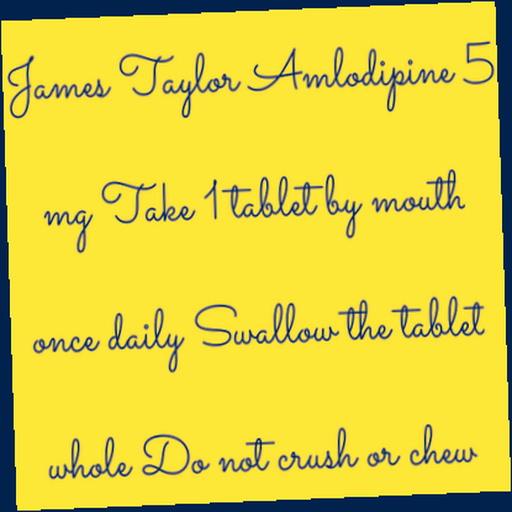 James Taylor Amlodipine 5
mg Take 1 tablet by mouth
once daily Swallow the tablet
whole Do not crush or chew